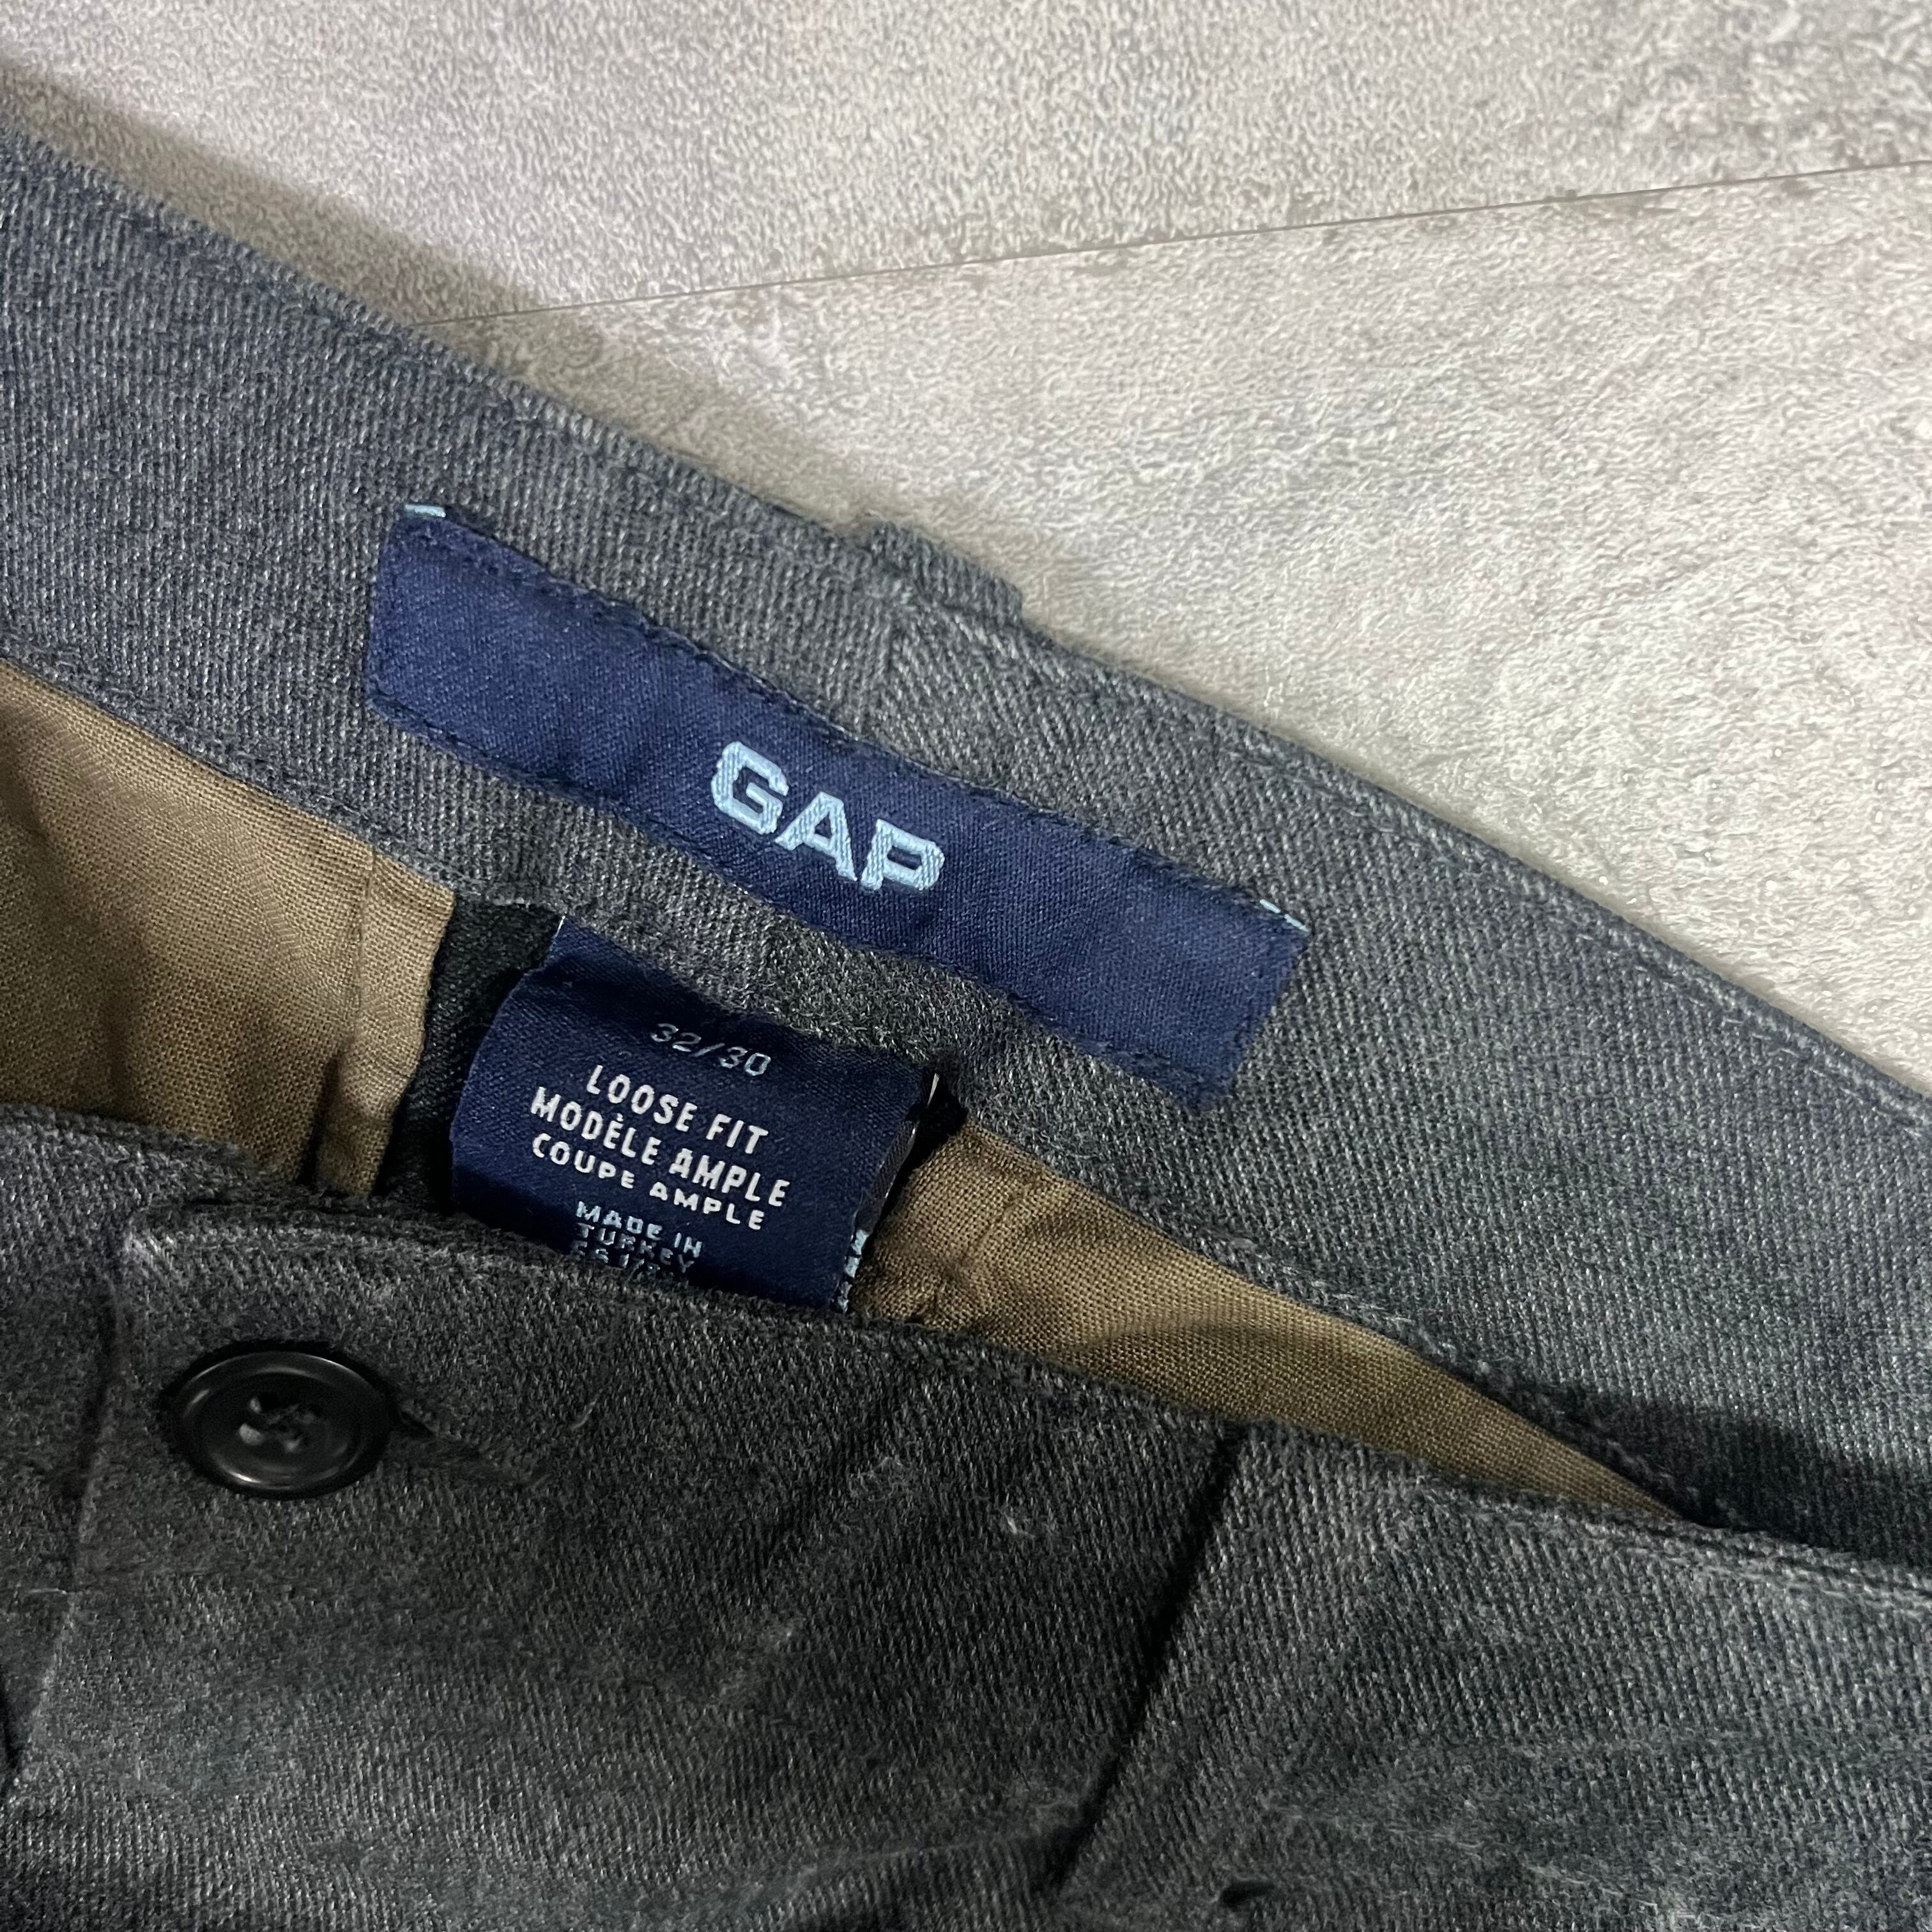 GAP
32/30
LOOSE FIT
MODÈLE AMPLE
COUPE AMPLE
MADE IN
TURKEY